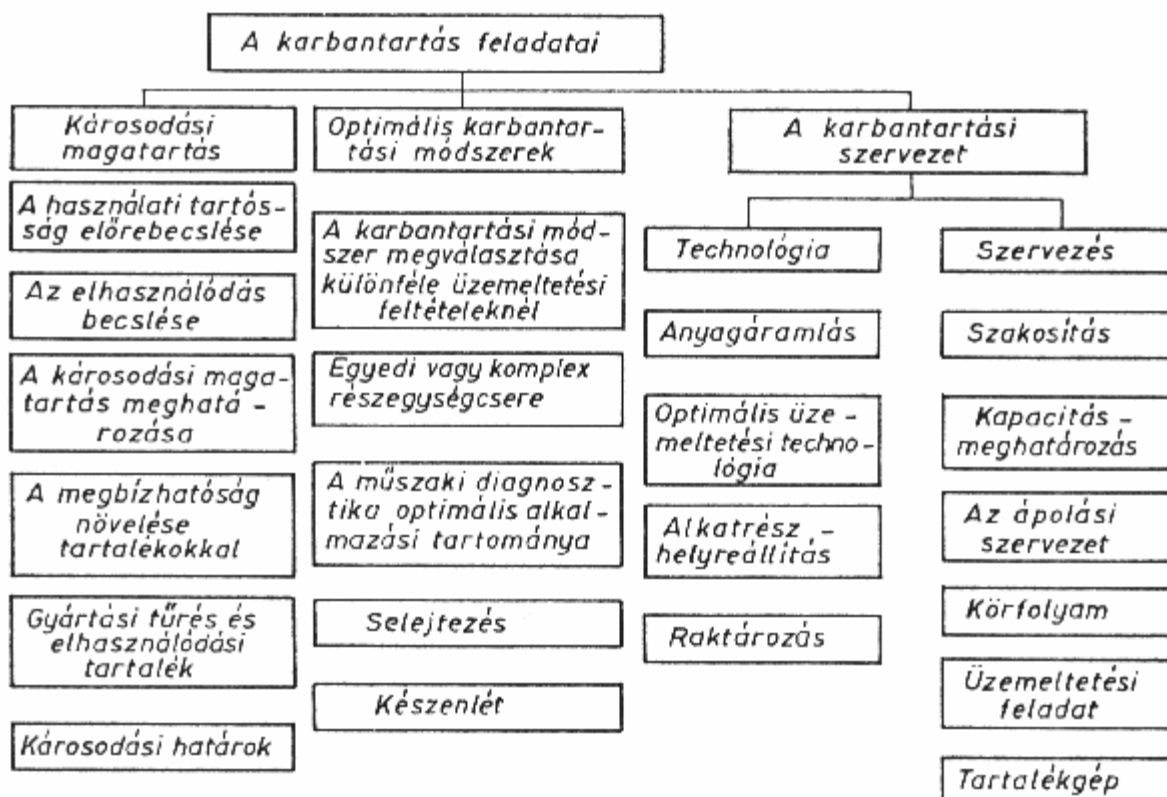 A karbantartás feladatai
Károsodási
magatartás
A használati tartós-
ság előrebecslése
Az elhasználódás
becslése
A károsodási maga-
tartás meghatá-
rozása
A megbízhatóság
növelése
tartalékokkal
Gyártási tűrés és
elhasználódási
tartalék
Károsodási határok
Optimális karbantar-
tási módszerek
A karbantartási mód-
szer megválasztása
különféle üzemeltetési
feltételeknél
Egyedi vagy komplex
részegységcsere
A műszaki diagnosz-
tika optimális alkal-
mazási tartománya
Selejtezés
Készenlét
A karbantartási
szervezet
Technológia
Anyagáramlás
Optimális üze-
meltetési techno-
lógia
Alkatrész-
helyreállítás
Raktározás
Szervezés
Szakosítás
Kapacitás-
meghatározás
Az ápolási
szervezet
Körfolyam
Üzemeltetési
feladat
Tartalékgép